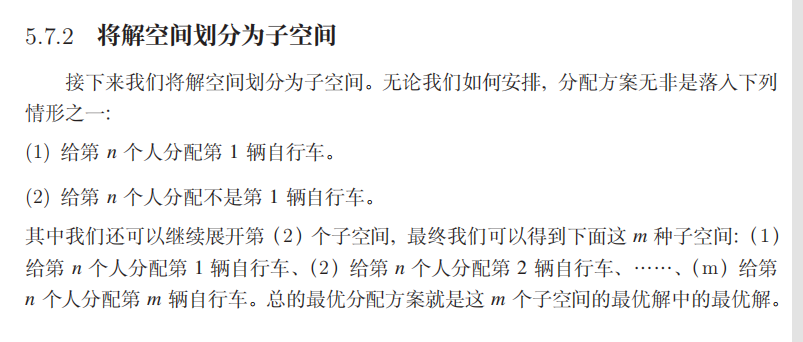 5.7.2 将解空间划分为子空间
接下来我们将解空间划分为子空间。无论我们如何安排, 分配方案无非是落入下列
情形之一:
(1) 给第 n 个人分配第 1 辆自行车。
(2) 给第 n 个人分配不是第 1 辆自行车。
其中我们还可以继续展开第（2）个子空间, 最终我们可以得到下面这 m 种子空间:（1）
给第 n 个人分配第 1 辆自行车、（2）给第 n 个人分配第 2 辆自行车、……、（m）给第
n 个人分配第 m 辆自行车。总的最优分配方案就是这 m 个子空间的最优解中的最优解。